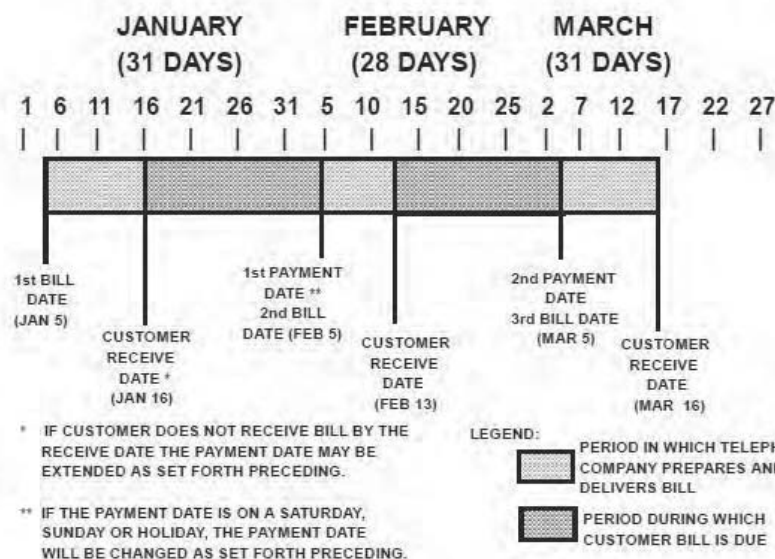 JANUARY FEBRUARY MARCH
(31 DAYS) (28 DAYS) (31 DAYS)
1 6 11 16 21 26 31 5 10 15 20 25 2 7 12 17 22 27
1st BILL
DATE
(JAN 5)
CUSTOMER
RECEIVE
DATE *
(JAN 16)
1st PAYMENT
DATE **
2nd BILL
DATE (FEB 5)
CUSTOMER
RECEIVE
DATE
(FEB 13)
2nd PAYMENT
DATE
3rd BILL DATE
(MAR 5)
CUSTOMER
RECEIVE
DATE
(MAR 16)
* IF CUSTOMER DOES NOT RECEIVE BILL BY THE
RECEIVE DATE THE PAYMENT DATE MAY BE
EXTENDED AS SET FORTH PRECEDING.
** IF THE PAYMENT DATE IS ON A SATURDAY,
SUNDAY OR HOLIDAY, THE PAYMENT DATE
WILL BE CHANGED AS SET FORTH PRECEDING.
LEGEND:
PERIOD IN WHICH TELEPH
COMPANY PREPARES AN
DELIVERS BILL
PERIOD DURING WHICH
CUSTOMER BILL IS DUE